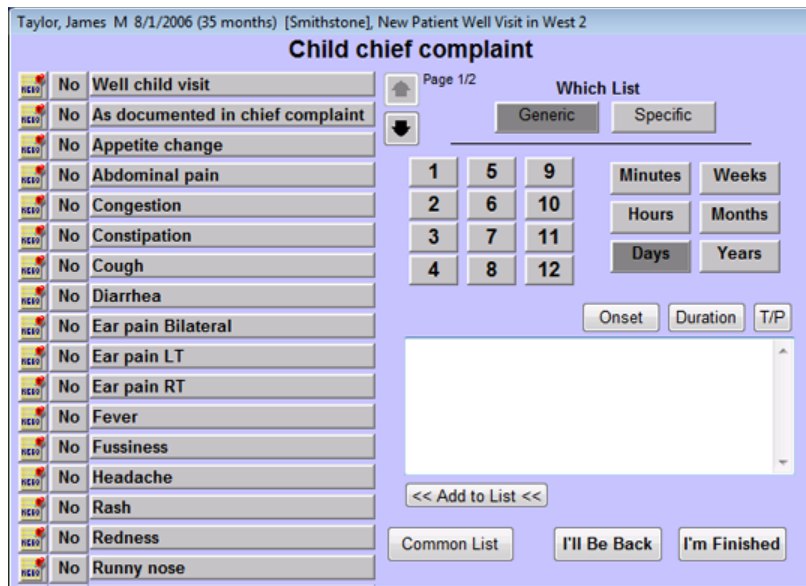 Taylor, James M 8/1/2006 (35 months) [Smithstone], New Patient Well Visit in West 2
Child chief complaint
No Well child visit
No As documented in chief complaint
No Appetite change
No Abdominal pain
No Congestion
No Constipation
No Cough
No Diarrhea
No Ear pain Bilateral
No Ear pain LT
No Ear pain RT
No Fever
No Fussiness
No Headache
No Rash
No Redness
No Runny nose
Page 1/2
Which List
Generic Specific
1 5 9
2 6 10
3 7 11
4 8 12
Minutes Weeks
Hours Months
Days Years
Onset Duration T/P
<< Add to List <<
Common List I'll Be Back I'm Finished